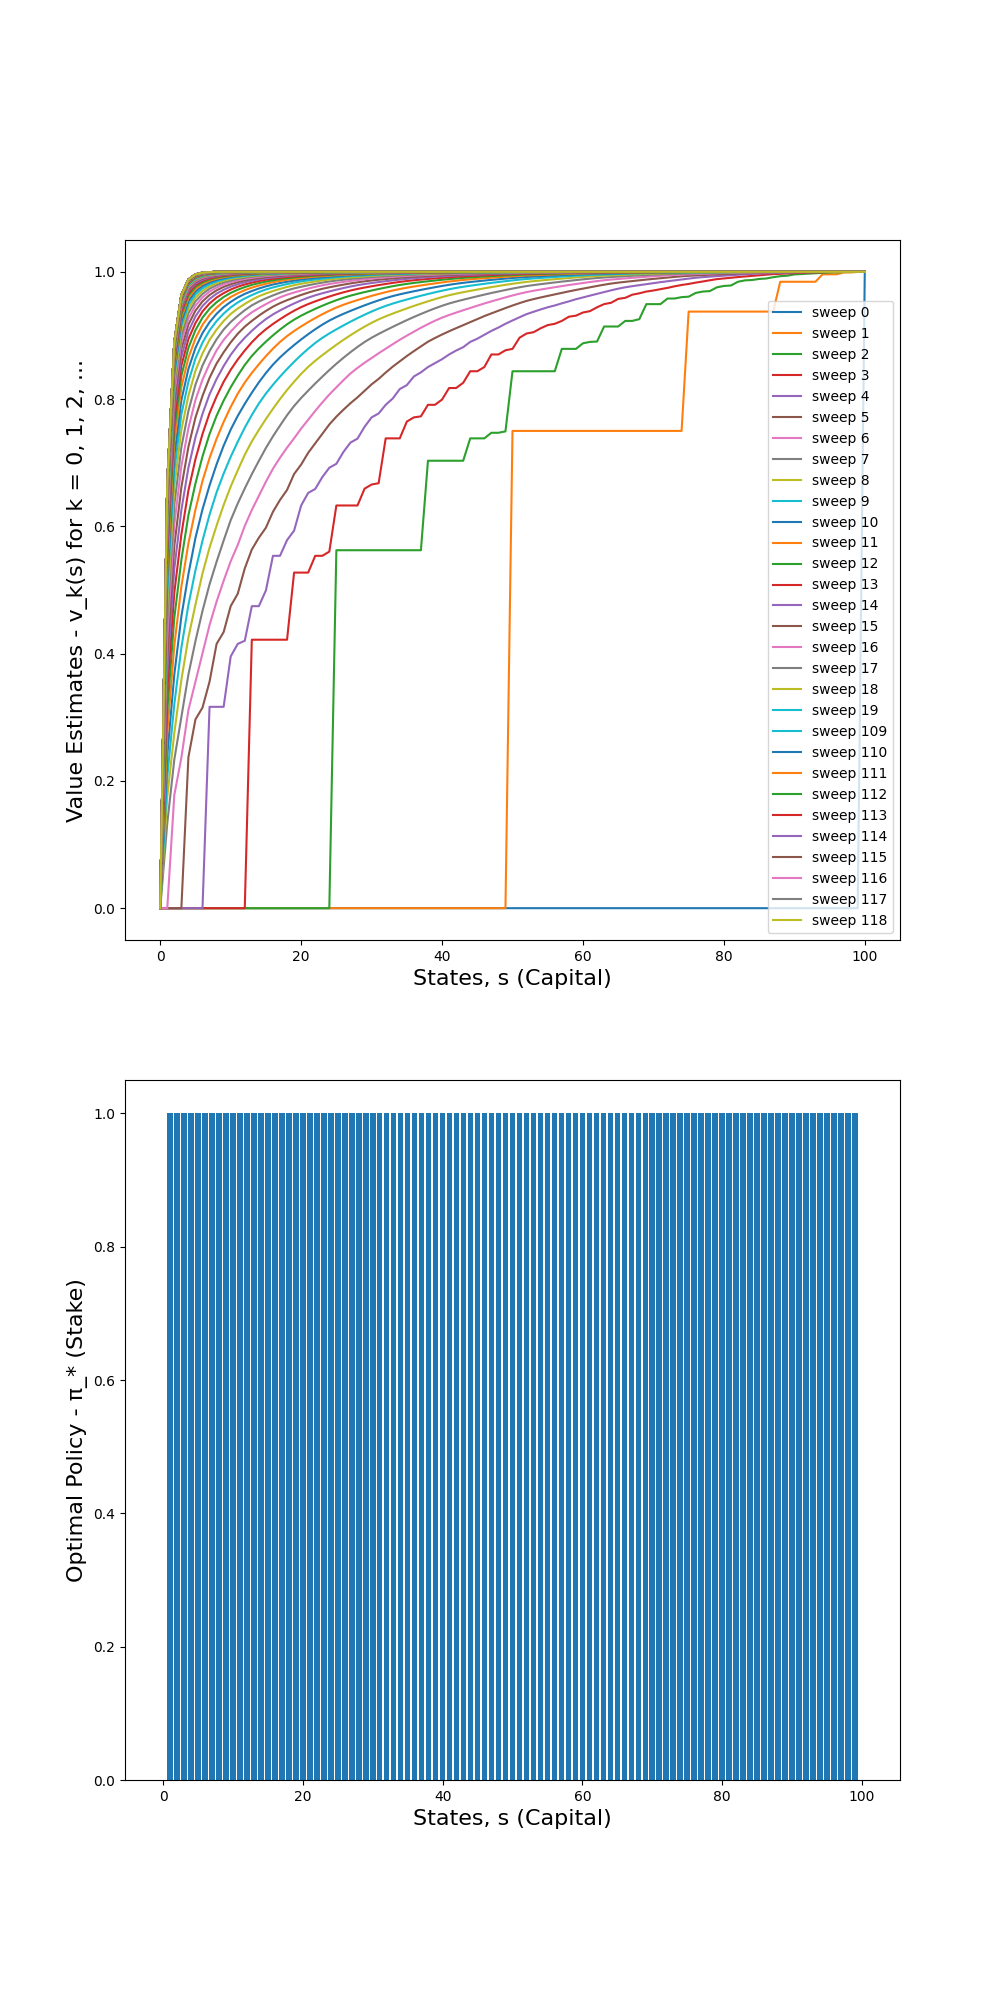 1.0
0.8
0.6
0.4
0.2
0.0
Value Estimates - v_k(s) for k = 0, 1, 2, ...
sweep 0
sweep 1
sweep 2
sweep 3
sweep 4
sweep 5
sweep 6
sweep 7
sweep 8
sweep 9
sweep 10
sweep 11
sweep 12
sweep 13
sweep 14
sweep 15
sweep 16
sweep 17
sweep 18
sweep 19
sweep 109
sweep 110
sweep 111
sweep 112
sweep 113
sweep 114
sweep 115
sweep 116
sweep 117
sweep 118
0 20 40 60 80 100
States, s (Capital)
1.0
0.8
0.6
0.4
0.2
0.0
Optimal Policy - π_* (Stake)
0 20 40 60 80 100
States, s (Capital)